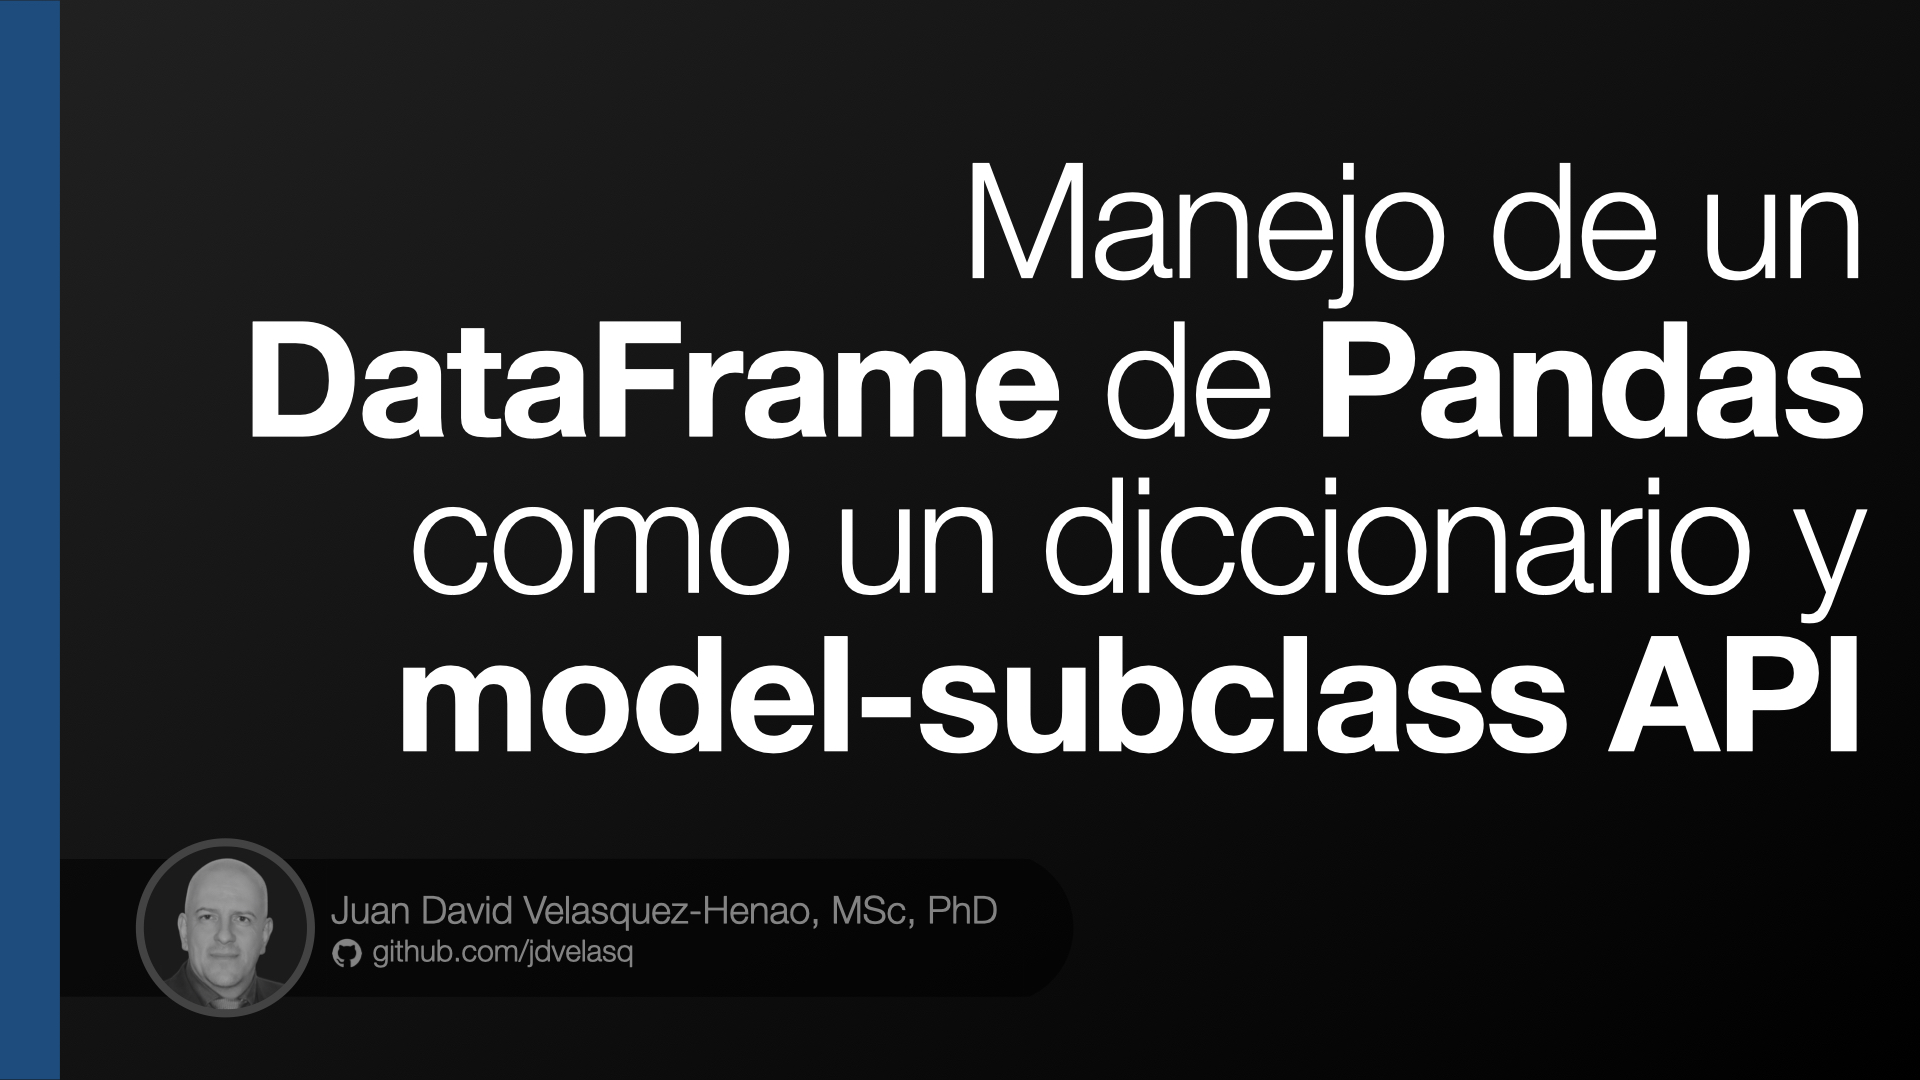 Manejo de un
DataFrame de Pandas
como un diccionario y
model-subclass API
Juan David Velasquez-Henao, MSc, PhD
github.com/jdvelasq